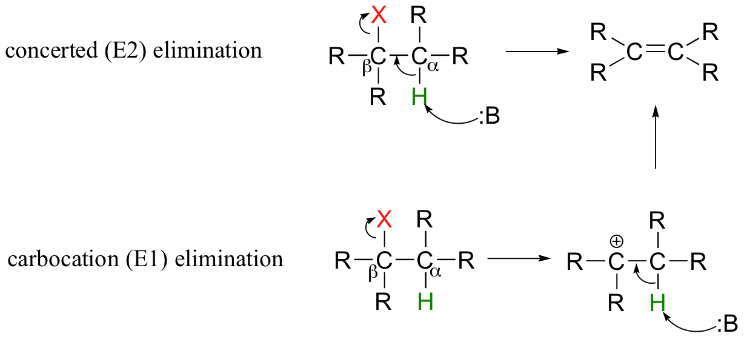 X R R R
concerted (E2) elimination R C C R C C
β α R R
R H
:B
X R R
carbocation (E1) elimination R C C R ⊕
β α R C C R
R H R H
:B